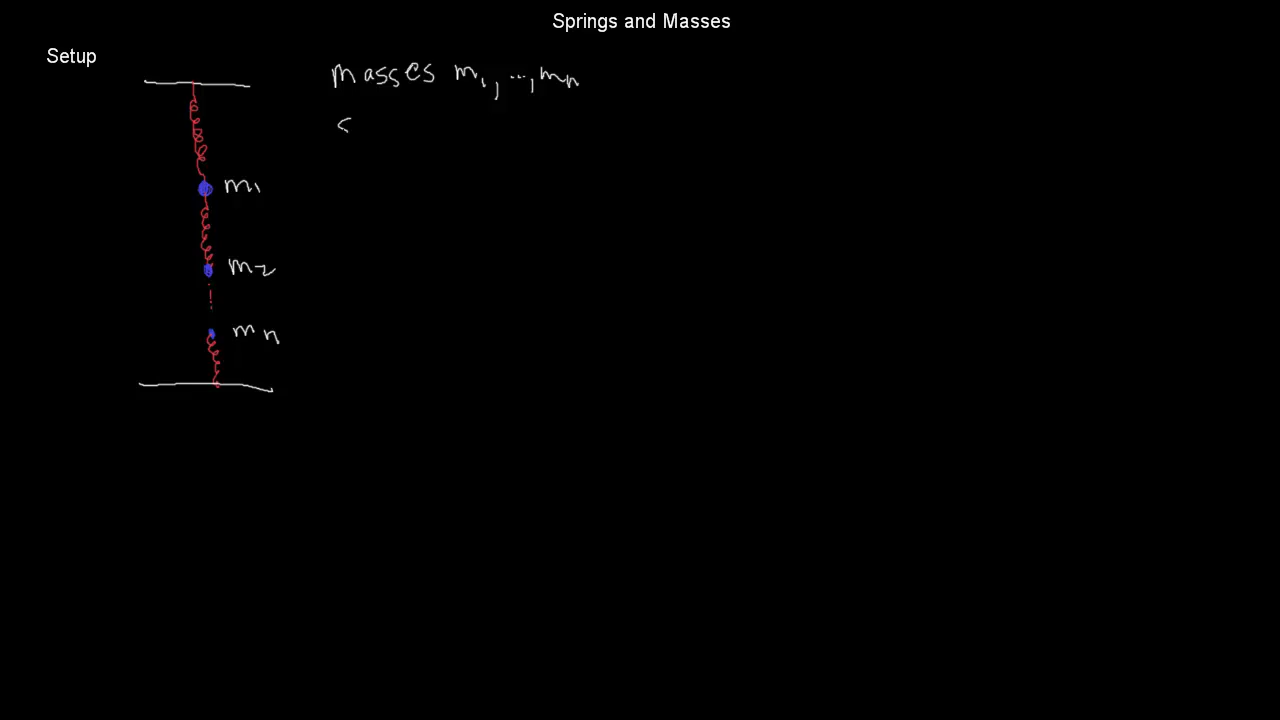 Springs and Masses
Setup
masses m₁, ..., mₙ
s
m₁
m₂
mₙ